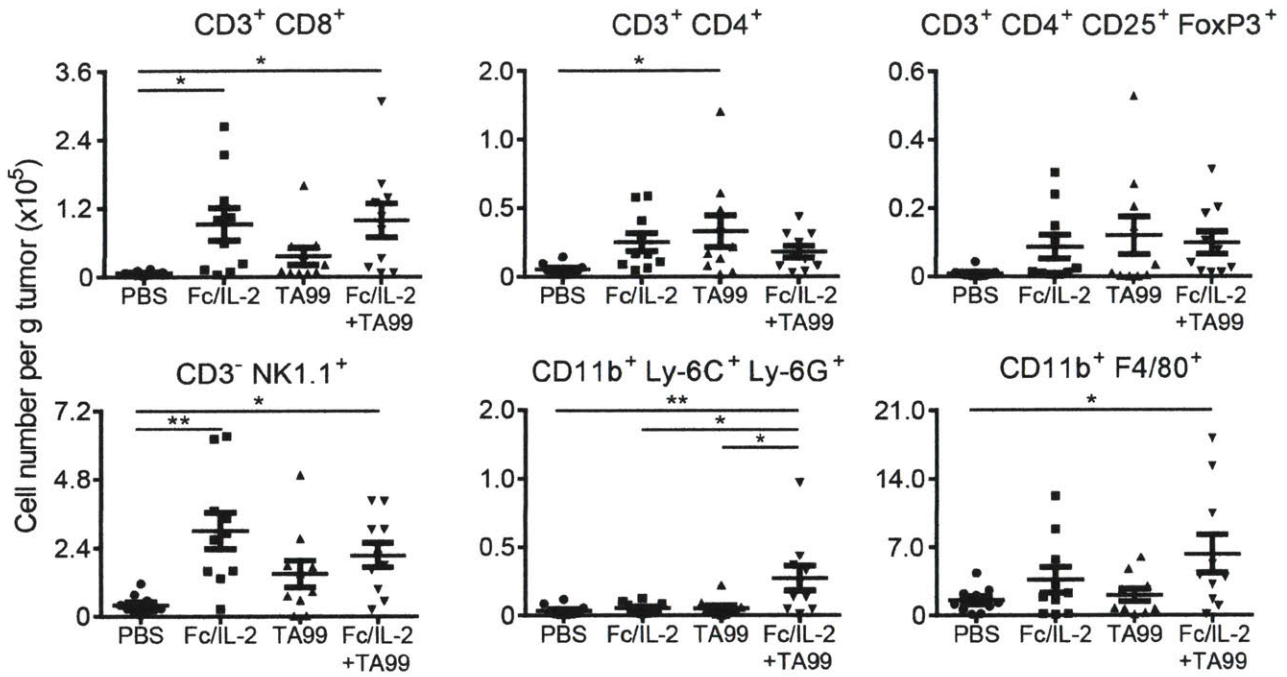 Cell number per g tumor (x10⁵)
CD3⁺ CD8⁺
*
*
3.6
2.4
1.2
0
PBS Fc/IL-2 TA99 Fc/IL-2
+TA99
CD3⁺ CD4⁺
*
2.0
1.0
0.5
0
PBS Fc/IL-2 TA99 Fc/IL-2
+TA99
CD3⁺ CD4⁺ CD25⁺ FoxP3⁺
0.6
0.4
0.2
0
PBS Fc/IL-2 TA99 Fc/IL-2
+TA99
CD3⁻ NK1.1⁺
*
**
7.2
4.8
2.4
0
PBS Fc/IL-2 TA99 Fc/IL-2
+TA99
CD11b⁺ Ly-6C⁺ Ly-6G⁺
**
*
*
2.0
1.0
0.5
0
PBS Fc/IL-2 TA99 Fc/IL-2
+TA99
CD11b⁺ F4/80⁺
*
21.0
14.0
7.0
0
PBS Fc/IL-2 TA99 Fc/IL-2
+TA99